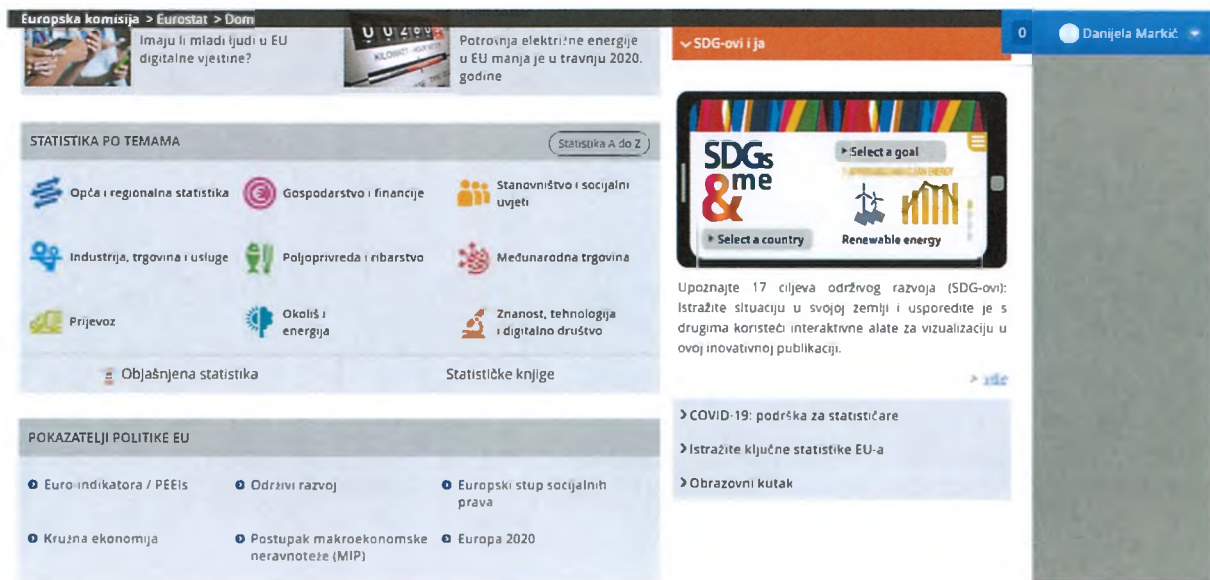 Europska komisija > Eurostat > Dom
0
Danijela Markić
Imaju li mladi ljudi u EU
digitalne vještine?
KILOWATT-HOUR METER
Potrošnja električne energije
u EU manja je u travnju 2020.
godine
SDG-ovi i ja
STATISTIKA PO TEMAMA
Statistika A do Z
Opća i regionalna statistika
Gospodarstvo i financije
Stanovništvo i socijalni
uvjeti
Industrija, trgovina i usluge
Poljoprivreda i ribarstvo
Međunarodna trgovina
Prijevoz
Okoliš i
energija
Znanost, tehnologija
i digitalno društvo
Objašnjena statistika
Statističke knjige
SDGs
& me
Select a goal
Select a country
Renewable energy
Upoznajte 17 ciljeva održivog razvoja (SDG-ovi):
Istražite situaciju u svojoj zemlji i usporedite je s
drugima koristeći interaktivne alate za vizualizaciju u
ovoj inovativnoj publikaciji.
COVID-19: podrška za statističare
Istražite ključne statistike EU-a
Obrazovni kutak
POKAZATELJI POLITIKE EU
Euro-indikatora / PEEIs
Održivi razvoj
Europski stup socijalnih
prava
Kružna ekonomija
Postupak makroekonomske
neravnoteže (MIP)
Europa 2020